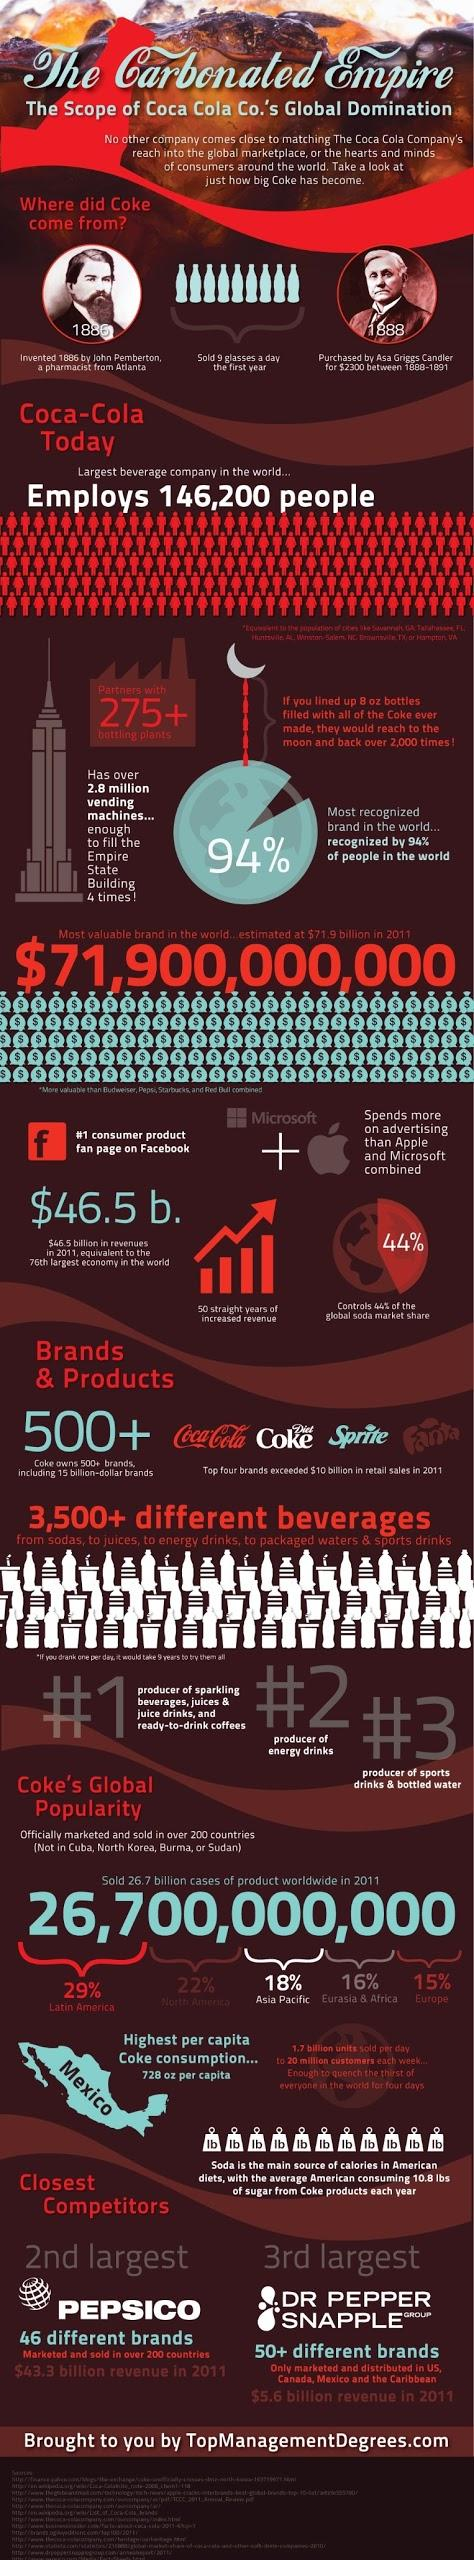 The Carbonated Empire
The Scope of Coca Cola Co.'s Global Domination
No other company comes close to matching The Coca Cola Company's
reach into the global marketplace, or the hearts and minds
of consumers around the world. Take a look at
just how big Coke has become.
Where did Coke
come from?
1886
1888
Invented 1886 by John Pemberton,
a pharmacist from Atlanta
Sold 9 glasses a day
the first year
Purchased by Asa Griggs Candler
for $2300 between 1888-1891
Coca-Cola
Today
Largest beverage company in the world...
Employs 146,200 people
*Equivalent to the population of cities like Savannah, GA; Tallahassee, FL;
Huntsville, AL; Winston-Salem, NC; Brownsville, TX; or Hampton, VA
Partners with
275+
bottling plants
If you lined up 8 oz bottles
filled with all of the Coke ever
made, they would reach to the
moon and back over 2,000 times!
Has over
2.8 million
vending
machines...
enough
to fill the
Empire
State
Building
4 times!
94%
Most recognized
brand in the world...
recognized by 94%
of people in the world
Most valuable brand in the world...estimated at $71.9 billion in 2011
$71,900,000,000
*More valuable than Budweiser, Pepsi, Starbucks, and Red Bull combined
f
#1 consumer product
fan page on Facebook
Microsoft
+
Spends more
on advertising
than Apple
and Microsoft
combined
$46.5 b.
$46.5 billion in revenues
in 2011, equivalent to the
76th largest economy in the world
50 straight years of
increased revenue
44%
Controls 44% of the
global soda market share
Brands
& Products
500+
Coke owns 500+ brands,
including 15 billion-dollar brands
Coca-Cola
Diet
Coke
Sprite
Fanta
Top four brands exceeded $10 billion in retail sales in 2011
3,500+ different beverages
from sodas, to juices, to energy drinks, to packaged waters & sports drinks
*If you drank one per day, it would take 9 years to try them all
#1
producer of sparkling
beverages, juices &
juice drinks, and
ready-to-drink coffees
#2
producer of
energy drinks
#3
producer of sports
drinks & bottled water
Coke's Global
Popularity
Officially marketed and sold in over 200 countries
(Not in Cuba, North Korea, Burma, or Sudan)
Sold 26.7 billion cases of product worldwide in 2011
26,700,000,000
29%
Latin America
22%
North America
18%
Asia Pacific
16%
Eurasia & Africa
15%
Europe
Mexico
Highest per capita
Coke consumption...
728 oz per capita
1.7 billion units sold per day
to 20 million customers each week...
Enough to quench the thirst of
everyone in the world for four days
lb lb lb lb lb lb lb lb lb lb lb
Soda is the main source of calories in American
diets, with the average American consuming 10.8 lbs
of sugar from Coke products each year
Closest
Competitors
2nd largest
PEPSICO
46 different brands
Marketed and sold in over 200 countries
$43.3 billion revenue in 2011
3rd largest
DR PEPPER
SNAPPLE GROUP
50+ different brands
Only marketed and distributed in US,
Canada, Mexico and the Caribbean
$5.6 billion revenue in 2011
Brought to you by TopManagementDegrees.com
Sources: